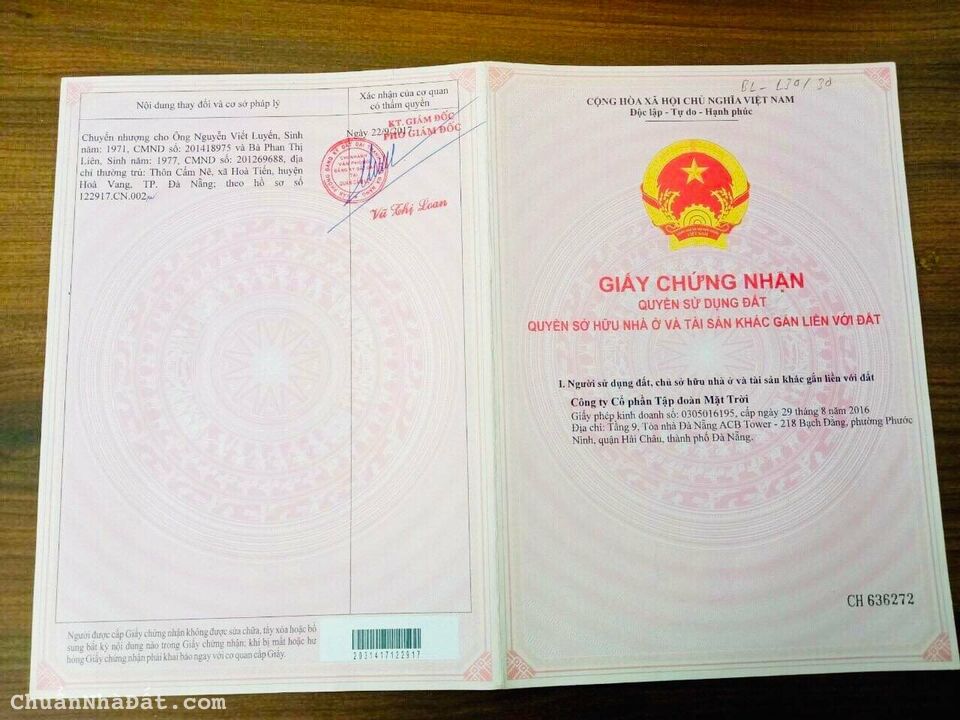 Nội dung thay đổi và cơ sở pháp lý
Xác nhận của cơ quan
có thẩm quyền
Chuyển nhượng cho Ông Nguyễn Viết Luyến, Sinh
năm: 1971, CMND số: 201418975 và Bà Phan Thị
Liên, Sinh năm: 1977, CMND số: 201269688, địa
chỉ thường trú: Thôn Cẩm Nê, xã Hoà Tiến, huyện
Hoà Vang, TP. Đà Nẵng; theo hồ sơ số
122917.CN.002
Ngày 22/9/2017
KT. GIÁM ĐỐC
PHÓ GIÁM ĐỐC
Vũ Thị Loan
Người được cấp Giấy chứng nhận không được sửa chữa, tẩy xóa hoặc bổ
sung bất kỳ nội dung nào trong Giấy chứng nhận; khi bị mất hoặc hư
hỏng Giấy chứng nhận phải khai báo ngay với cơ quan cấp Giấy.
2021417122917
BL - L30/38
CỘNG HÒA XÃ HỘI CHỦ NGHĨA VIỆT NAM
Độc lập - Tự do - Hạnh phúc
VIỆT NAM
GIẤY CHỨNG NHẬN
QUYỀN SỬ DỤNG ĐẤT
QUYỀN SỞ HỮU NHÀ Ở VÀ TÀI SẢN KHÁC GẮN LIỀN VỚI ĐẤT
I. Người sử dụng đất, chủ sở hữu nhà ở và tài sản khác gắn liền với đất
Công ty Cổ phần Tập đoàn Mặt Trời
Giấy phép kinh doanh số: 0305016195, cấp ngày 29 tháng 8 năm 2016
Địa chỉ: Tầng 9, Tòa nhà Đà Nẵng ACB Tower - 218 Bạch Đằng, phường Phước
Ninh, quận Hải Châu, thành phố Đà Nẵng.
CH 636272
ChuẩnNhàĐất.com